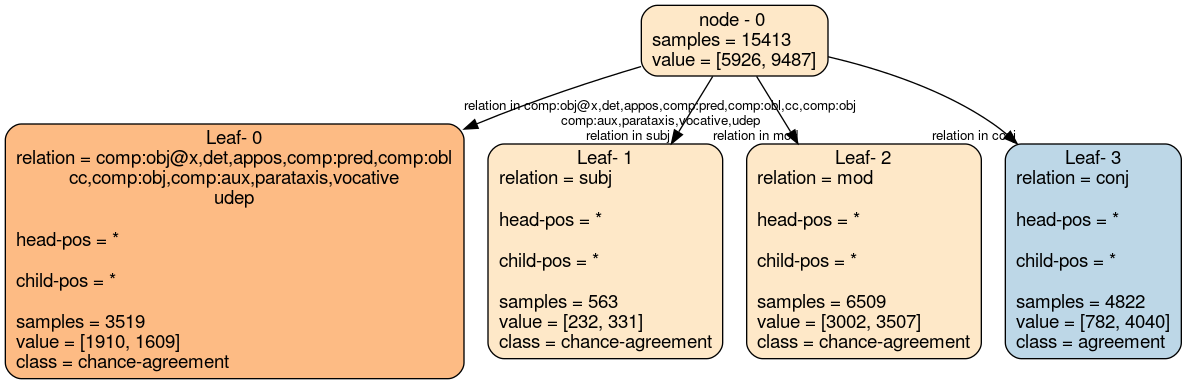 node - 0
samples = 15413
value = [5926, 9487]
relation in comp:obj@x,det,appos,comp:pred,comp:obl,cc,comp:obj
comp:aux,parataxis,vocative,udep
relation in subj
relation in mod
relation in conj
Leaf- 0
relation = comp:obj@x,det,appos,comp:pred,comp:obl
cc,comp:obj,comp:aux,parataxis,vocative
udep
head-pos = *
child-pos = *
samples = 3519
value = [1910, 1609]
class = chance-agreement
Leaf- 1
relation = subj
head-pos = *
child-pos = *
samples = 563
value = [232, 331]
class = chance-agreement
Leaf- 2
relation = mod
head-pos = *
child-pos = *
samples = 6509
value = [3002, 3507]
class = chance-agreement
Leaf- 3
relation = conj
head-pos = *
child-pos = *
samples = 4822
value = [782, 4040]
class = agreement